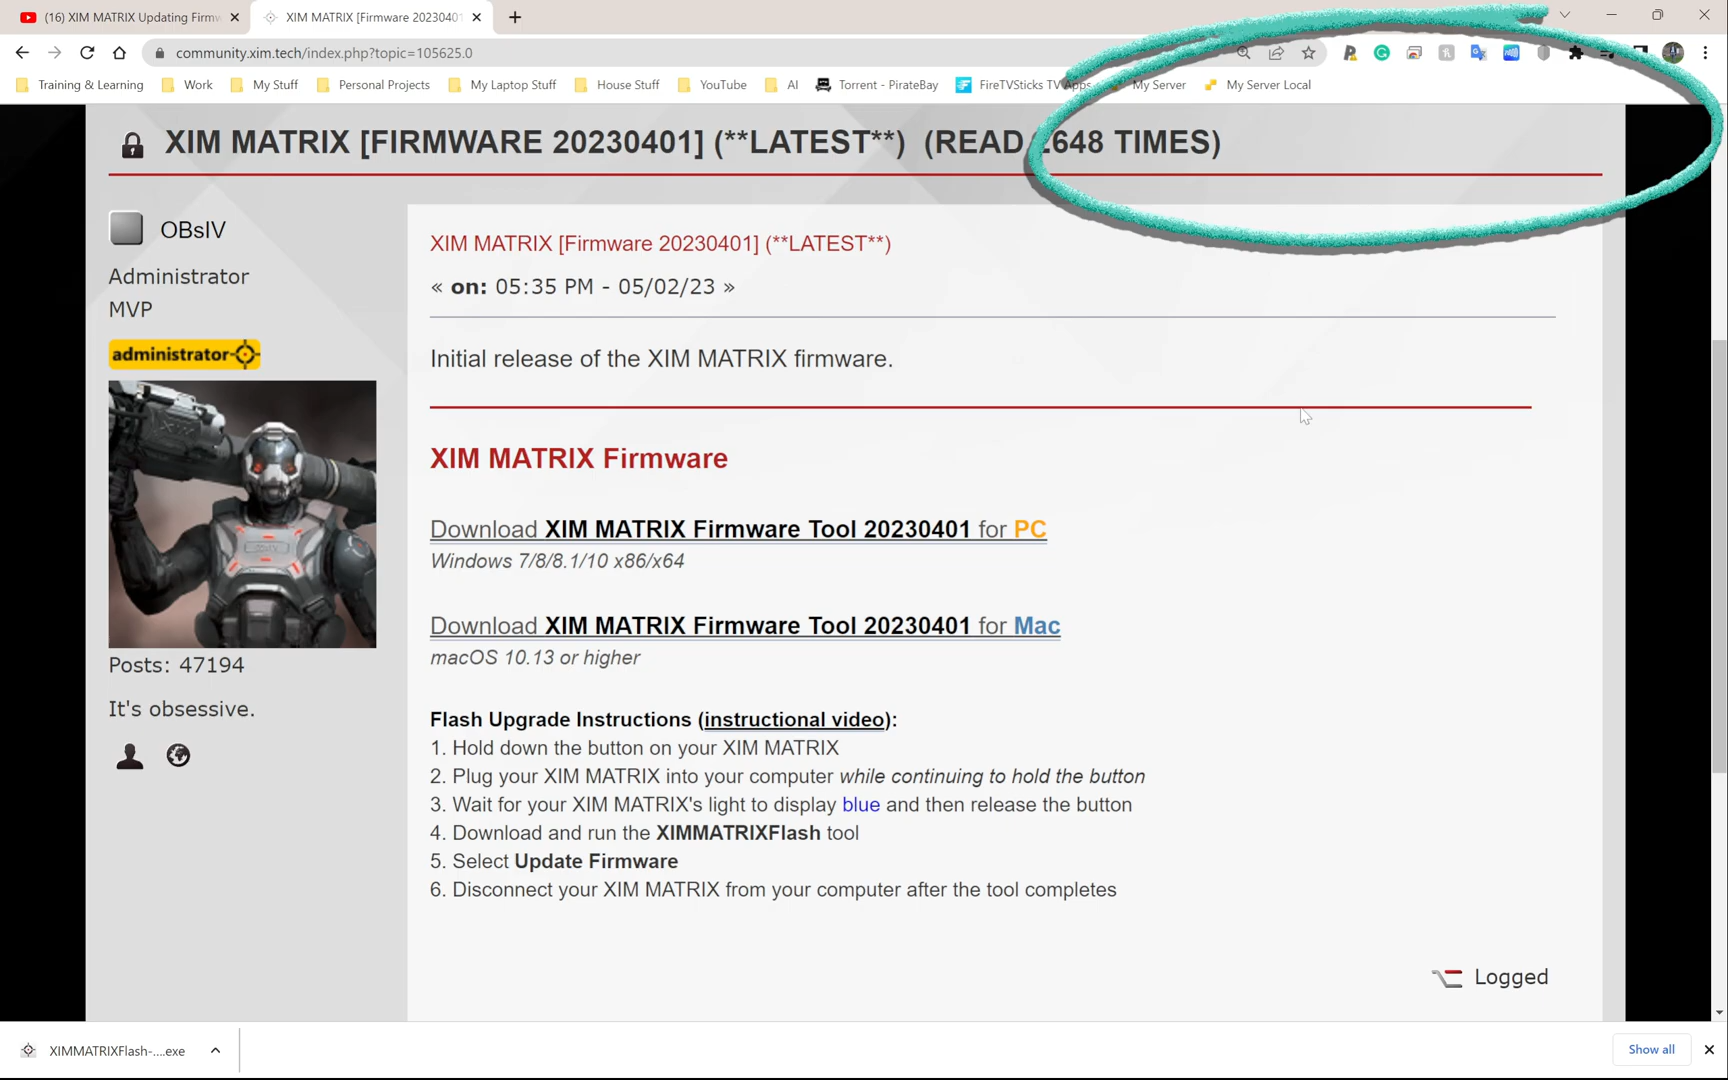 (16) XIM MATRIX Updating Firmw
XIM MATRIX [Firmware 20230401
community.xim.tech/index.php?topic=105625.0
Training & Learning
Work
My Stuff
Personal Projects
My Laptop Stuff
House Stuff
YouTube
AI
Torrent - PirateBay
FireTVSticks TV Apps
My Server
My Server Local
XIM MATRIX [FIRMWARE 20230401] (**LATEST**) (READ 648 TIMES)
OBsIV
Administrator
MVP
administrator
Posts: 47194
It's obsessive.
XIM MATRIX [Firmware 20230401] (**LATEST**)
« on: 05:35 PM - 05/02/23 »
Initial release of the XIM MATRIX firmware.
XIM MATRIX Firmware
Download XIM MATRIX Firmware Tool 20230401 for PC
Windows 7/8/8.1/10 x86/x64
Download XIM MATRIX Firmware Tool 20230401 for Mac
macOS 10.13 or higher
Flash Upgrade Instructions (instructional video):
1. Hold down the button on your XIM MATRIX
2. Plug your XIM MATRIX into your computer while continuing to hold the button
3. Wait for your XIM MATRIX's light to display blue and then release the button
4. Download and run the XIMMATRIXFlash tool
5. Select Update Firmware
6. Disconnect your XIM MATRIX from your computer after the tool completes
Logged
XIMMATRIXFlash-....exe
Show all